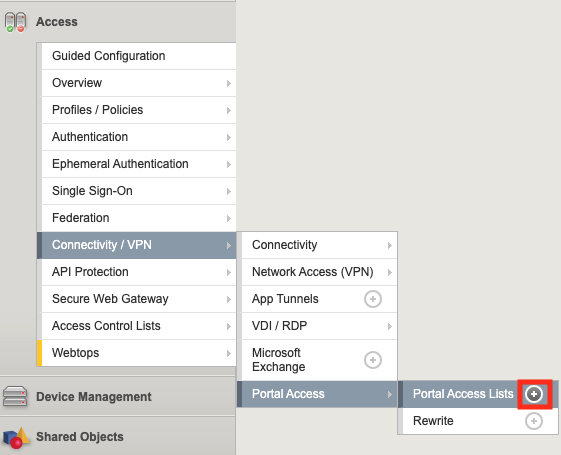 Access
Guided Configuration
Overview
Profiles / Policies
Authentication
Ephemeral Authentication
Single Sign-On
Federation
Connectivity / VPN
API Protection
Secure Web Gateway
Access Control Lists
Webtops
Connectivity
Network Access (VPN)
App Tunnels
VDI / RDP
Microsoft
Exchange
Portal Access
Portal Access Lists
Rewrite
Device Management
Shared Objects